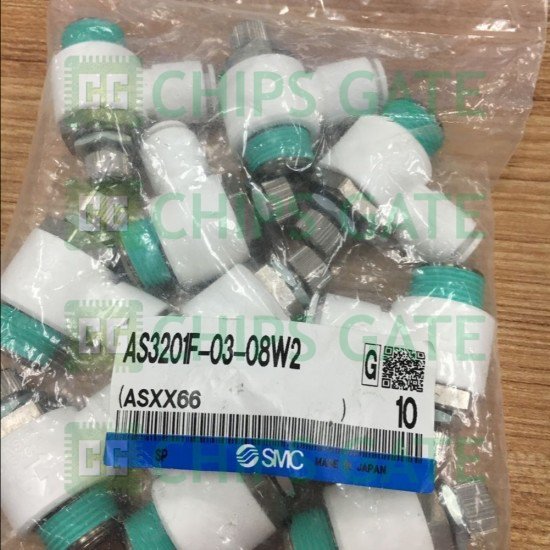 CHIPS GATE
CHIPS GATE
CHIPS GATE
AS3201F-03-08W2
G
(ASXX66 )
10
SP
SMC
MADE IN JAPAN